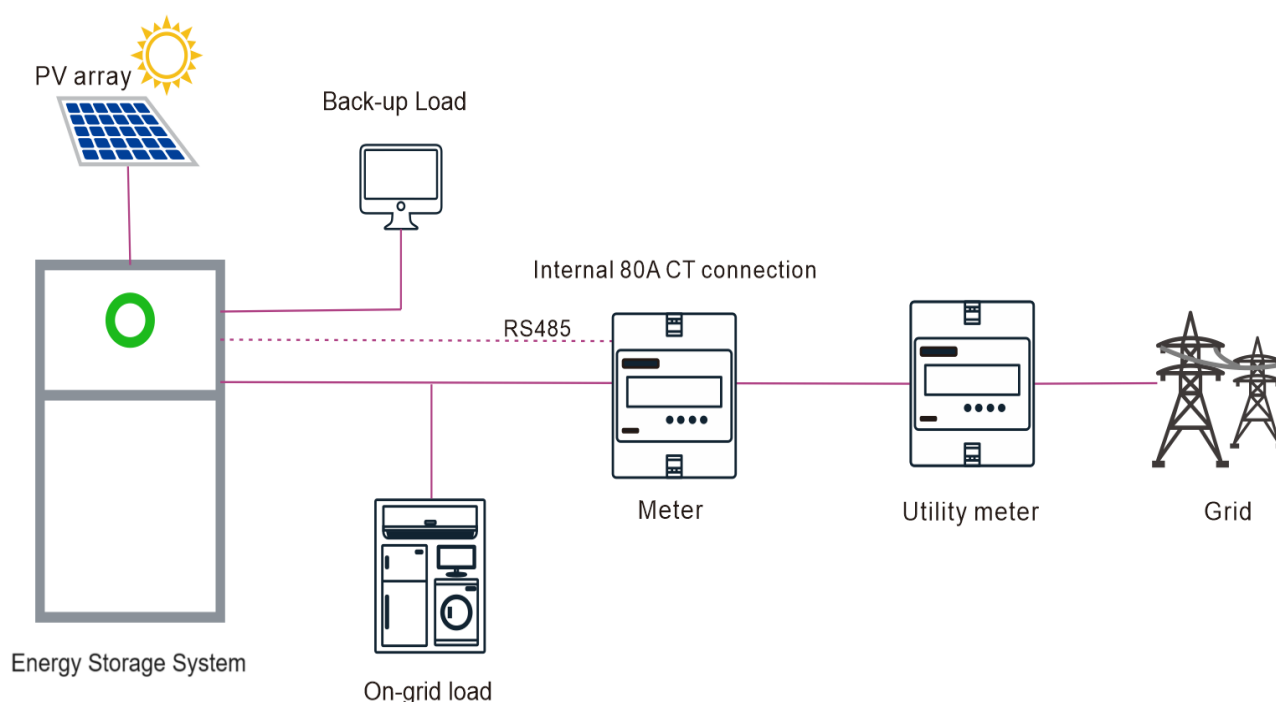 PV array
Back-up Load
Internal 80A CT connection
RS485
Meter
Utility meter
Grid
Energy Storage System
On-grid load